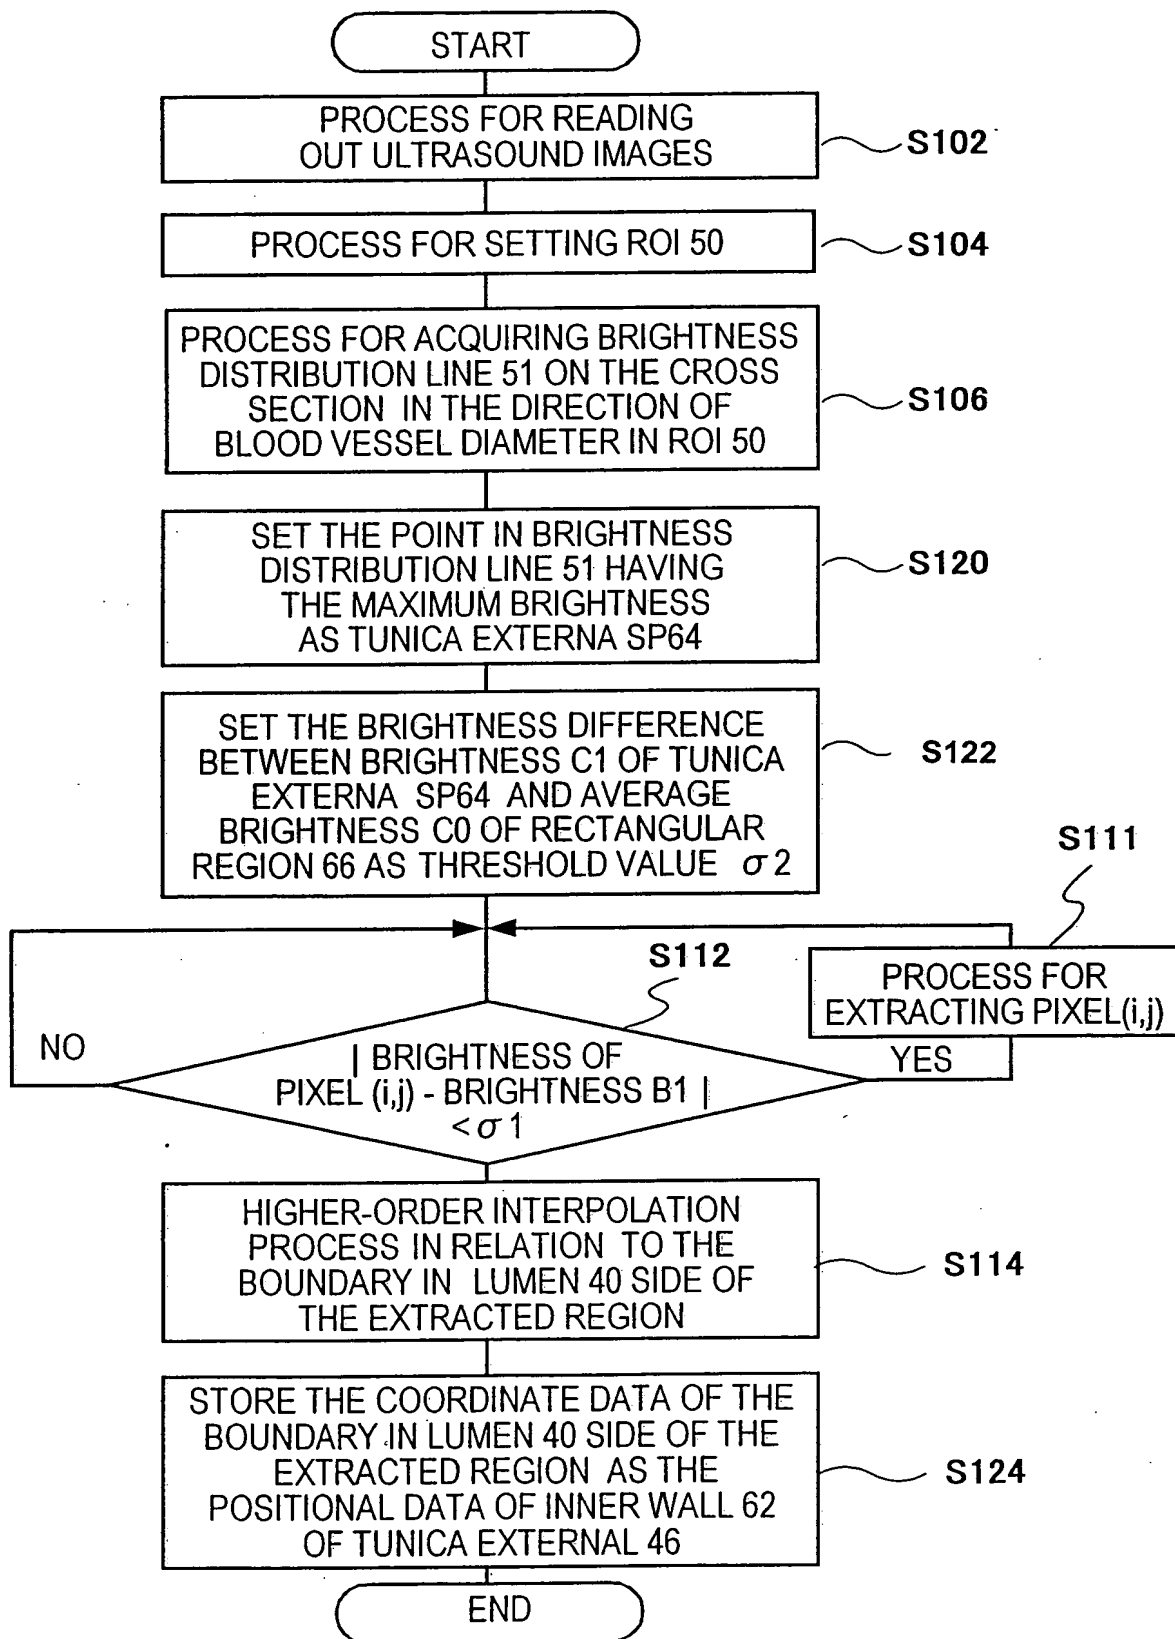 START
PROCESS FOR READING
OUT ULTRASOUND IMAGES
S102
PROCESS FOR SETTING ROI 50
S104
PROCESS FOR ACQUIRING BRIGHTNESS
DISTRIBUTION LINE 51 ON THE CROSS
SECTION IN THE DIRECTION OF
BLOOD VESSEL DIAMETER IN ROI 50
S106
SET THE POINT IN BRIGHTNESS
DISTRIBUTION LINE 51 HAVING
THE MAXIMUM BRIGHTNESS
AS TUNICA EXTERNA SP64
S120
SET THE BRIGHTNESS DIFFERENCE
BETWEEN BRIGHTNESS C1 OF TUNICA
EXTERNA SP64 AND AVERAGE
BRIGHTNESS C0 OF RECTANGULAR
REGION 66 AS THRESHOLD VALUE σ2
S122
S111
PROCESS FOR
EXTRACTING PIXEL(i,j)
S112
NO
YES
| BRIGHTNESS OF
PIXEL (i,j) - BRIGHTNESS B1 |
<σ1
HIGHER-ORDER INTERPOLATION
PROCESS IN RELATION TO THE
BOUNDARY IN LUMEN 40 SIDE OF
THE EXTRACTED REGION
S114
STORE THE COORDINATE DATA OF THE
BOUNDARY IN LUMEN 40 SIDE OF THE
EXTRACTED REGION AS THE
POSITIONAL DATA OF INNER WALL 62
OF TUNICA EXTERNAL 46
S124
END